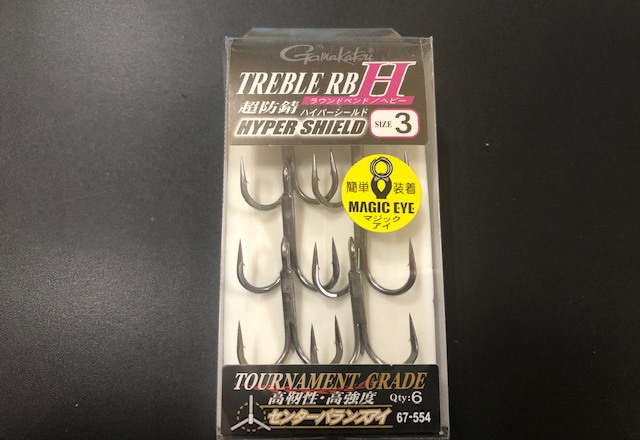 Gamakatsu
TREBLE RB H
ラウンドベンド/ヘビー
超防錆 ハイパーシールド
HYPER SHIELD
SIZE 3
簡単 装着
MAGIC EYE
マジック
アイ
TOURNAMENT GRADE
高靭性・高強度 Qty:6
センターバランスアイ 67-554